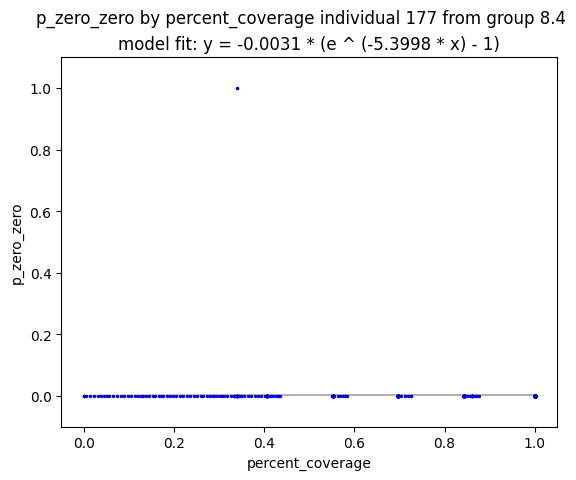 p_zero_zero by percent_coverage individual 177 from group 8.4
model fit: y = -0.0031 * (e ^ (-5.3998 * x) - 1)
1.0
0.8
0.6
0.4
0.2
0.0
p_zero_zero
0.0 0.2 0.4 0.6 0.8 1.0
percent_coverage